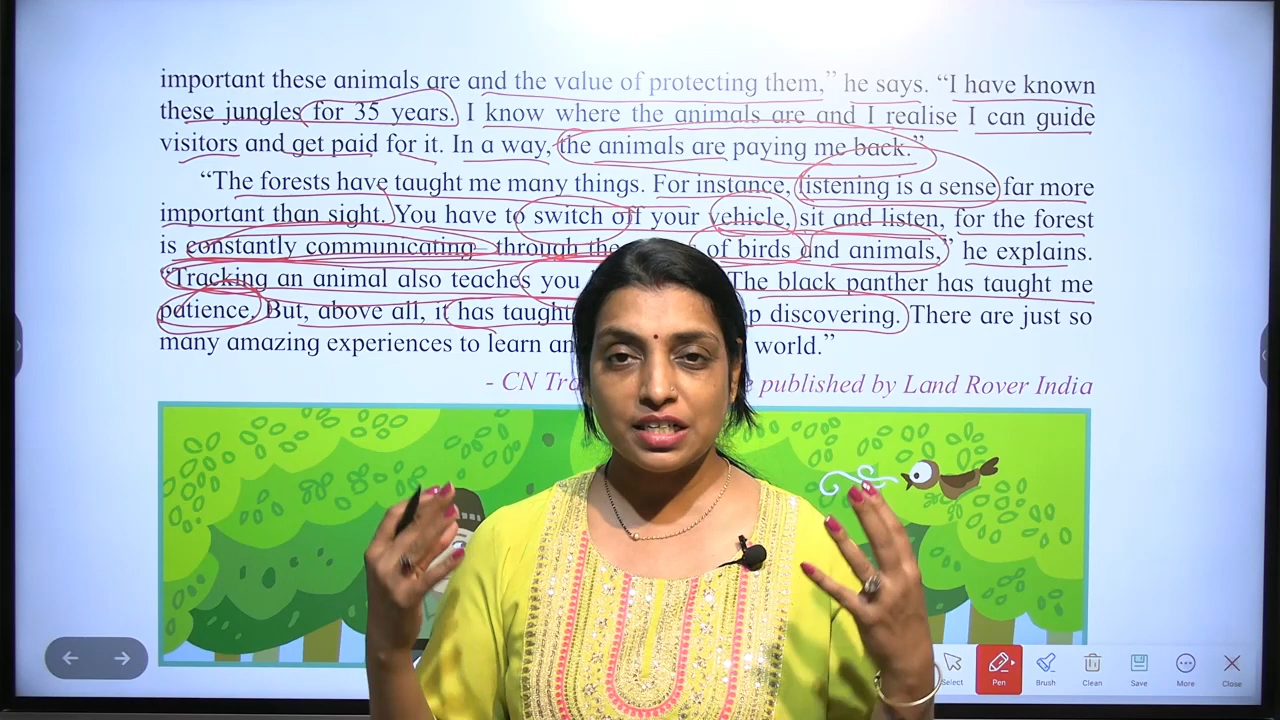 important these animals are and the value of protecting them,” he says. “I have known
these jungles for 35 years. I know where the animals are and I realise I can guide
visitors and get paid for it. In a way, the animals are paying me back.”
“The forests have taught me many things. For instance, listening is a sense far more
important than sight. You have to switch off your vehicle, sit and listen, for the forest
is constantly communicating through the of birds and animals,” he explains.
“Tracking an animal also teaches you The black panther has taught me
patience. But, above all, it has taught discovering. There are just so
many amazing experiences to learn world.”
- CN published by Land Rover India
Select Pen Brush Clean Save More Close